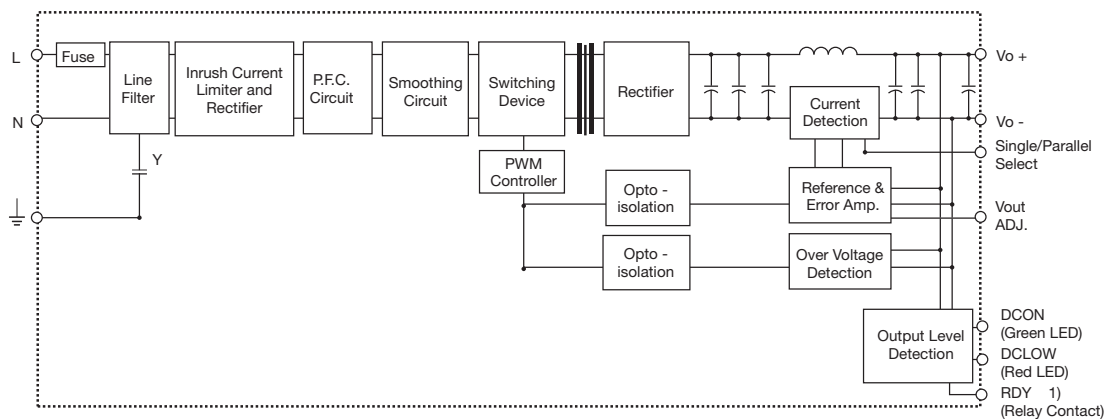 L
Fuse
Line
Filter
Inrush Current
Limiter and
Rectifier
P.F.C.
Circuit
Smoothing
Circuit
Switching
Device
Rectifier
Vo +
N
Current
Detection
Vo -
Single/Parallel
Select
Y
PWM
Controller
Opto -
isolation
Reference &
Error Amp.
Vout
ADJ.
Opto -
isolation
Over Voltage
Detection
Output Level
Detection
DCON
(Green LED)
DCLOW
(Red LED)
RDY 1)
(Relay Contact)